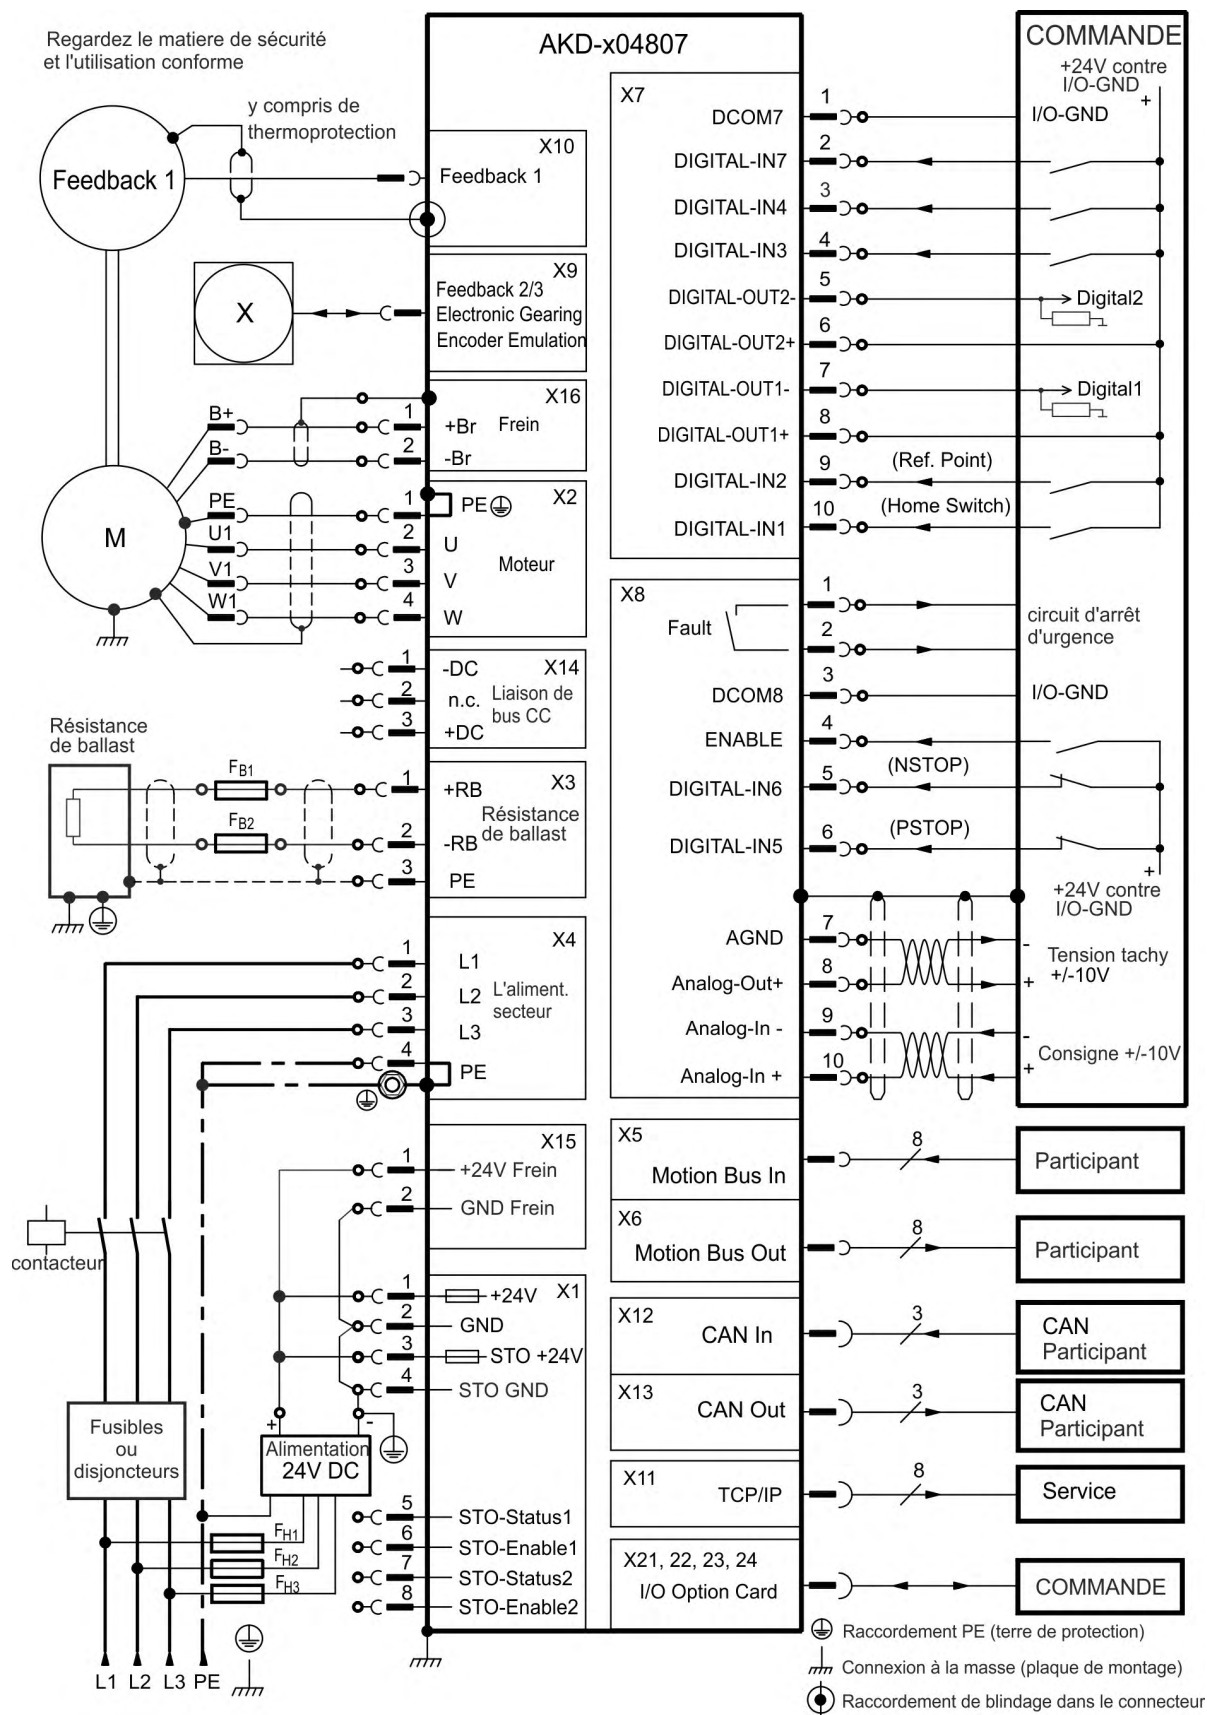 Regardez le matiere de sécurité
et l'utilisation conforme
AKD-x04807
COMMANDE
+24V contre
I/O-GND
+
y compris de
thermoprotection
Feedback 1
X10
Feedback 1
X9
Feedback 2/3
Electronic Gearing
Encoder Emulation
X
X16
B+
1
+Br
Frein
B-
2
-Br
X2
PE
1
PE
M
U1
2
U
Moteur
V1
3
V
W1
4
W
X14
1
-DC
2
n.c.
Liaison de
bus CC
3
+DC
Résistance
de ballast
X3
FB1
1
+RB
Résistance
de ballast
FB2
2
-RB
3
PE
X4
1
L1
2
L2
L'aliment.
secteur
3
L3
4
PE
X15
1
+24V Frein
2
GND Frein
contacteur
X1
1
+24V
2
GND
3
STO +24V
4
STO GND
+
-
Fusibles
ou
disjoncteurs
Alimentation
24V DC
5
STO-Status1
FH1
6
STO-Enable1
FH2
7
STO-Status2
FH3
8
STO-Enable2
L1
L2
L3
PE
X7
DCOM7
1
I/O-GND
DIGITAL-IN7
2
DIGITAL-IN4
3
DIGITAL-IN3
4
DIGITAL-OUT2-
5
Digital2
DIGITAL-OUT2+
6
DIGITAL-OUT1-
7
Digital1
DIGITAL-OUT1+
8
DIGITAL-IN2
9
(Ref. Point)
DIGITAL-IN1
10
(Home Switch)
X8
Fault
1
2
circuit d'arrêt
d'urgence
DCOM8
3
I/O-GND
ENABLE
4
DIGITAL-IN6
5
(NSTOP)
DIGITAL-IN5
6
(PSTOP)
+
+24V contre
I/O-GND
AGND
7
-
Tension tachy
+/-10V
Analog-Out+
8
+
Analog-In -
9
-
Consigne +/-10V
Analog-In +
10
+
X5
Motion Bus In
8
Participant
X6
Motion Bus Out
8
Participant
X12
CAN In
3
CAN
Participant
X13
CAN Out
3
CAN
Participant
X11
TCP/IP
8
Service
X21, 22, 23, 24
I/O Option Card
COMMANDE
Raccordement PE (terre de protection)
Connexion à la masse (plaque de montage)
Raccordement de blindage dans le connecteur